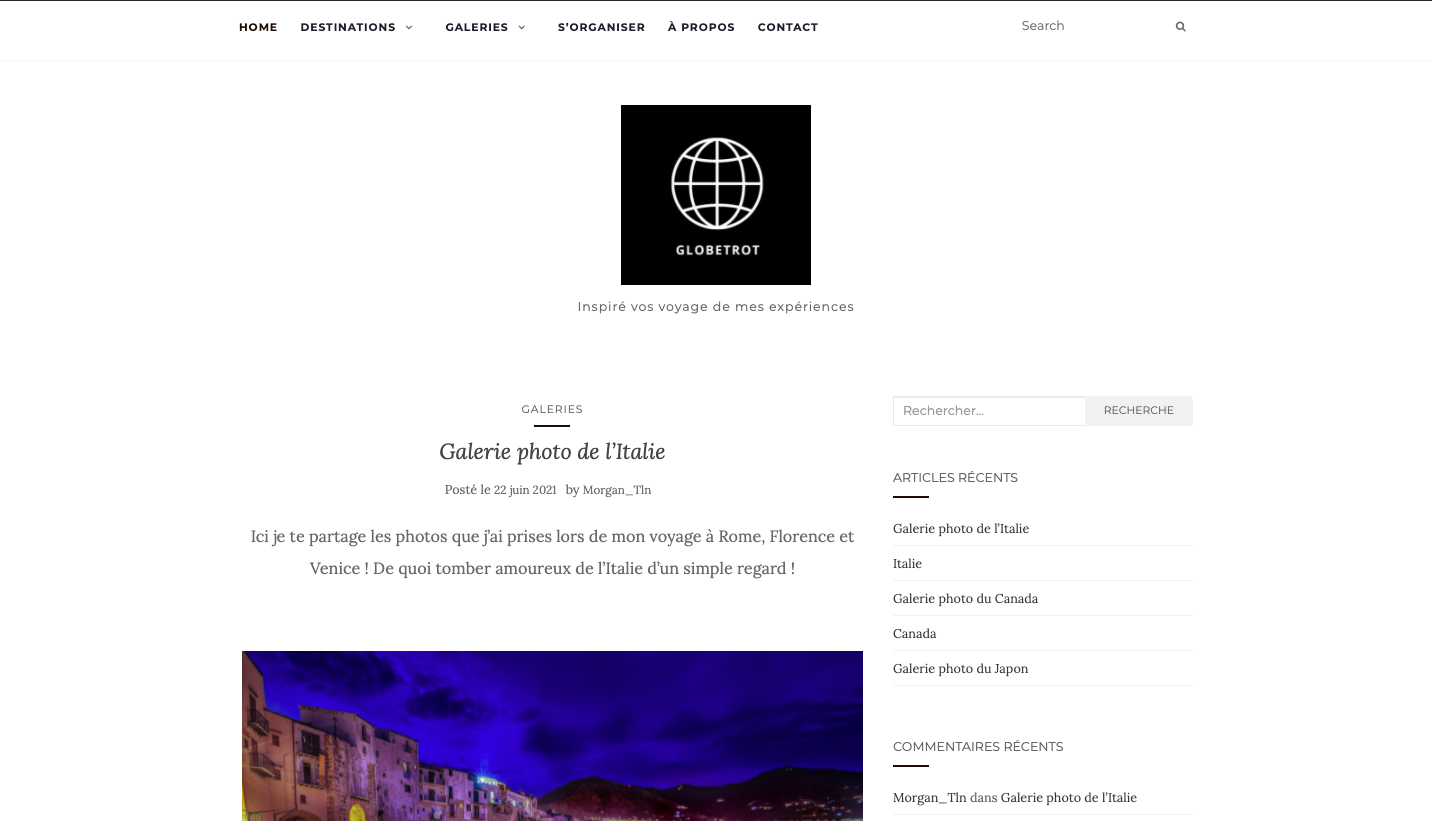 HOME DESTINATIONS GALERIES S'ORGANISER À PROPOS CONTACT Search
GLOBETROT
Inspiré vos voyage de mes expériences
GALERIES
Galerie photo de l'Italie
Posté le 22 juin 2021 by Morgan_Tln
Ici je te partage les photos que j'ai prises lors de mon voyage à Rome, Florence et
Venice ! De quoi tomber amoureux de l'Italie d'un simple regard !
Rechercher... RECHERCHE
ARTICLES RÉCENTS
Galerie photo de l'Italie
Italie
Galerie photo du Canada
Canada
Galerie photo du Japon
COMMENTAIRES RÉCENTS
Morgan_Tln dans Galerie photo de l'Italie